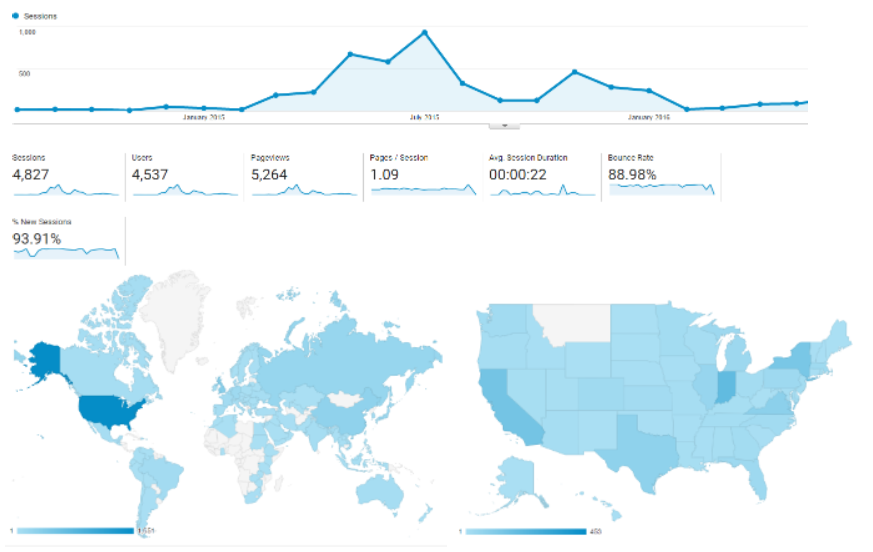 Sessions
1,000
500
January 2015
July 2015
January 2016
Sessions
4,827
Users
4,537
Pageviews
5,264
Pages / Session
1.09
Avg. Session Duration
00:00:22
Bounce Rate
88.98%
% New Sessions
93.91%
1
1